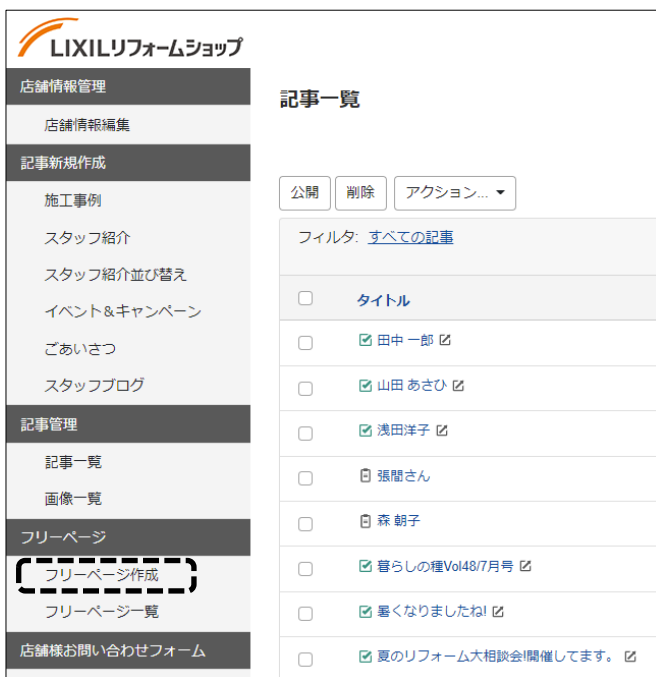 LIXILリフォームショップ
店舗情報管理
店舗情報編集
記事新規作成
施工事例
スタッフ紹介
スタッフ紹介並び替え
イベント＆キャンペーン
ごあいさつ
スタッフブログ
記事管理
記事一覧
画像一覧
フリーページ
フリーページ作成
フリーページ一覧
店舗様お問い合わせフォーム
記事一覧
公開 削除 アクション...
フィルタ: すべての記事
タイトル
田中 一郎
山田 あさひ
浅田洋子
張間さん
森 朝子
暮らしの種Vol48/7月号
暑くなりましたね!
夏のリフォーム大相談会!開催してます。